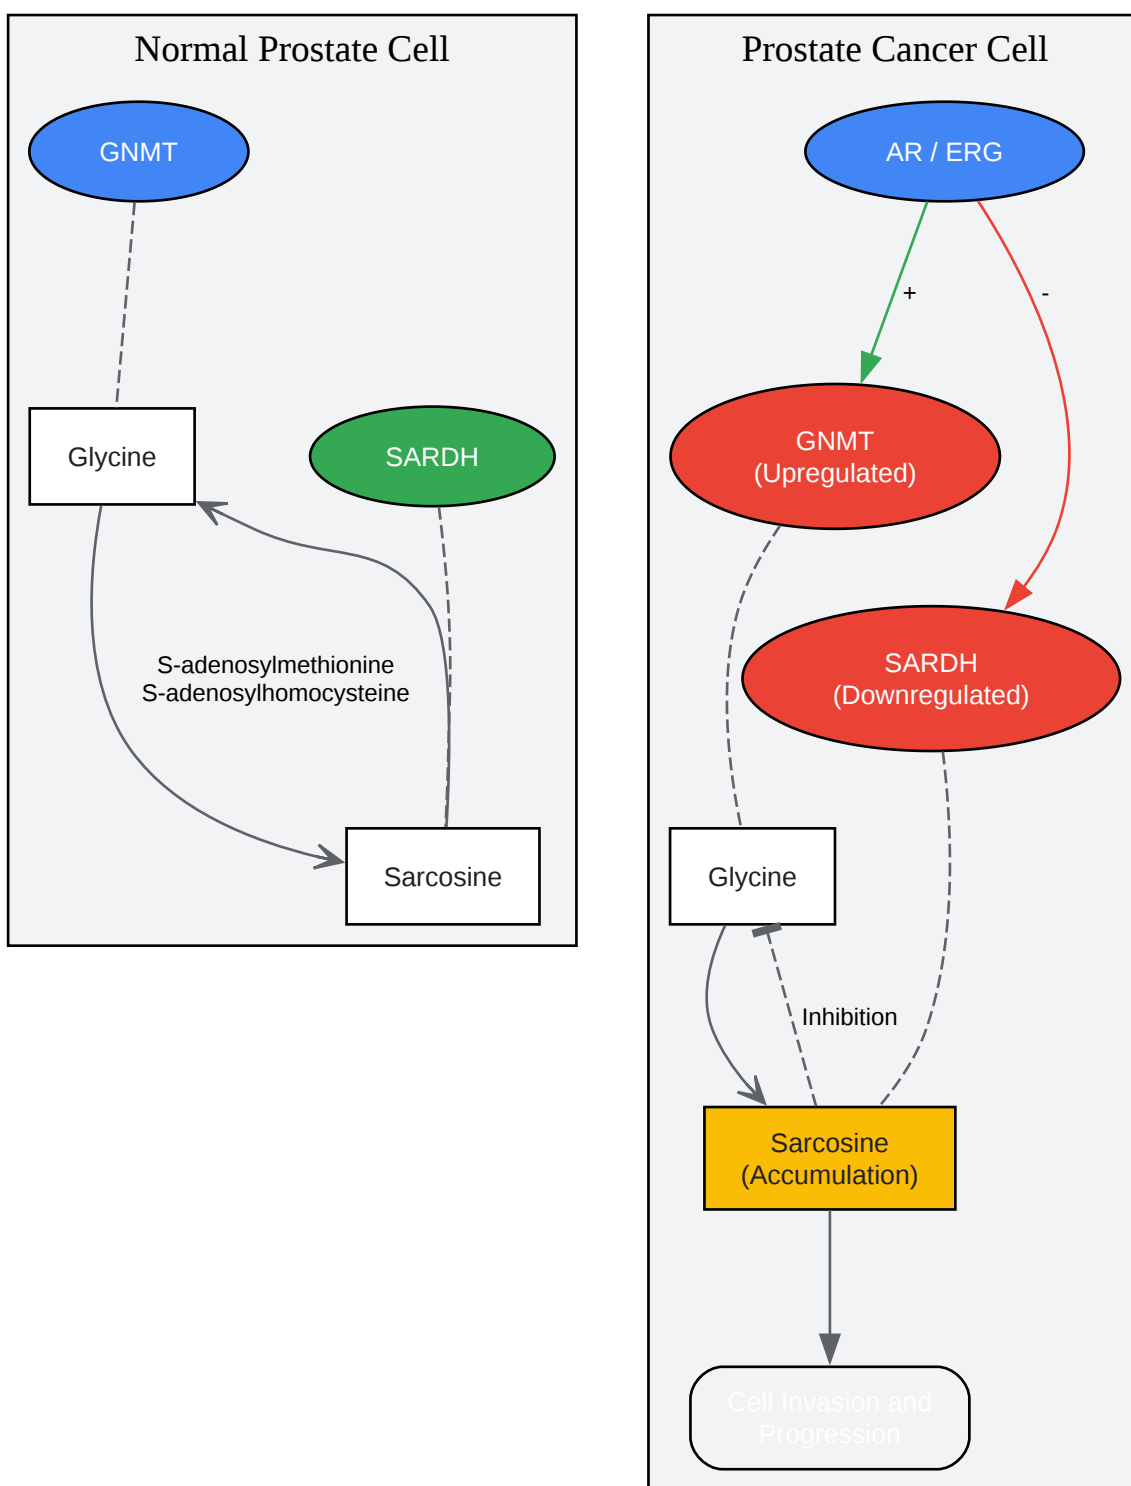 Normal Prostate Cell
GNMT
Glycine
SARDH
S-adenosylmethionine
S-adenosylhomocysteine
Sarcosine
Prostate Cancer Cell
AR / ERG
+
-
GNMT
(Upregulated)
SARDH
(Downregulated)
Glycine
Inhibition
Sarcosine
(Accumulation)
Cell Invasion and
Progression